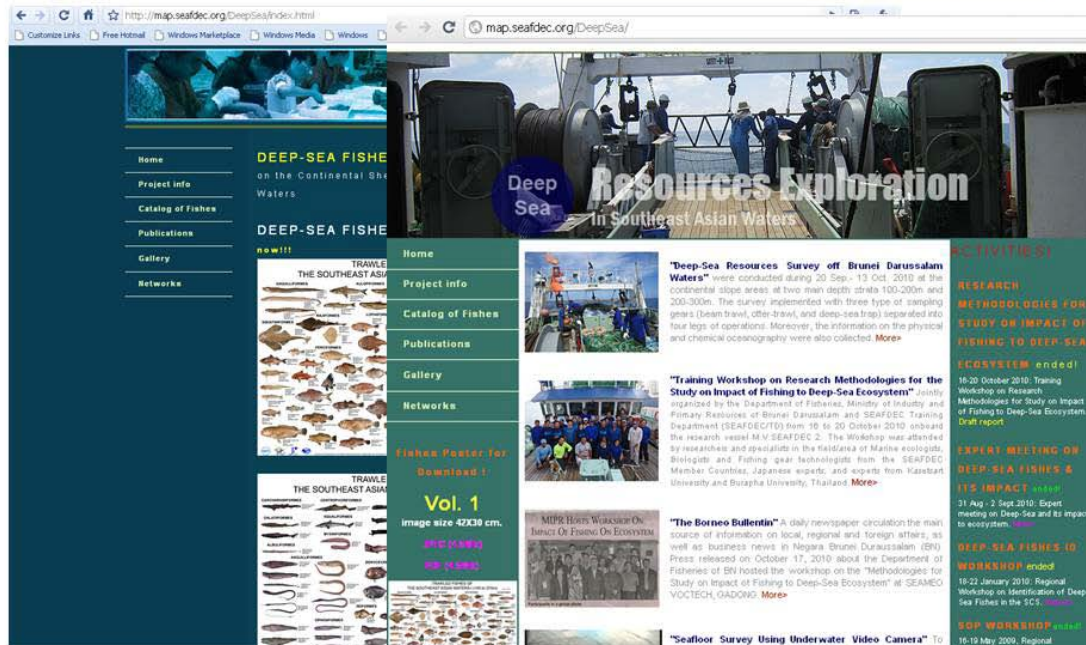 http://map.seafdec.org/DeepSea/index.html
Customize Links
Free Hotmail
Windows Marketplace
Windows Media
Windows
Home
Project info
Catalog of Fishes
Publications
Gallery
Networks
DEEP-SEA FISHE
on the Continental She
Waters
DEEP-SEA FISHE
now!!!
TRAWLE
THE SOUTHEAST ASIA
TRAWLE
THE SOUTHEAST ASIA
map.seafdec.org/DeepSea/
Deep
Sea
Resources Exploration
In Southeast Asian Waters
Home
Project info
Catalog of Fishes
Publications
Gallery
Networks
Fishes Poster for
Download !
Vol. 1
image size 42X30 cm.
TRAWLED FISHES OF
"Deep-Sea Resources Survey off Brunei Darussalam
Waters" were conducted during 20 Sep - 13 Oct. 2010 at the
continental slope areas at two main depth strata 100-200m and
200-300m. The survey implemented with three type of sampling
gears (beam trawl, otter-trawl, and deep-sea trap) separated into
four legs of operations. Moreover, the information on the physical
and chemical oceanography were also collected. More>
"Training Workshop on Research Methodologies for the
Study on Impact of Fishing to Deep-Sea Ecosystem" Jointly
organized by the Department of Fisheries, Ministry of Industry and
Primary Resources of Brunei Darussalam and SEAFDEC Training
Department (SEAFDEC/TD) from 16 to 20 October 2010 onboard
the research vessel M.V.SEAFDEC 2. The Workshop was attended
by researchers and specialists in the field/area of Marine ecologists,
Biologists and Fishing gear technologists from the SEAFDEC
Member Countries, Japanese experts, and experts from Kasetsart
University and Burapha University, Thailand. More>
MIPR HOSTS WORKSHOP ON
IMPACT OF FISHING ON ECOSYSTEM
"The Borneo Bullentin" A daily newspaper circulation the main
source of information on local, regional and foreign affairs, as
well as business news in Negara Brunei Duraussalam (BN)
Press released on October 17, 2010 about the Department of
Fisheries of BN hosted the workshop on the "Methodologies for
Study on Impact of Fishing to Deep-Sea Ecosystem" at SEAMEO
VOCTECH, GADONG. More>
"Seafloor Survey Using Underwater Video Camera" To
ACTIVITIES!
RESEARCH
METHODOLOGIES FOR
STUDY ON IMPACT OF
FISHING TO DEEP-SEA
ECOSYSTEM ended!
16-20 October 2010: Training
Workshop on Research
Methodologies for Study on Impact
of Fishing to Deep-Sea Ecosystem
Draft report
EXPERT MEETING ON
DEEP-SEA FISHES &
ITS IMPACT ended!
31 Aug - 2 Sept.2010: Expert
meeting on Deep-Sea and its impac
to ecosystem.
DEEP-SEA FISHES ID
WORKSHOP ended!
18-22 January 2010: Regional
Workshop on Identification of Deep
Sea Fishes in the SCS.
SOP WORKSHOP ended!
16-19 May 2009, Regional